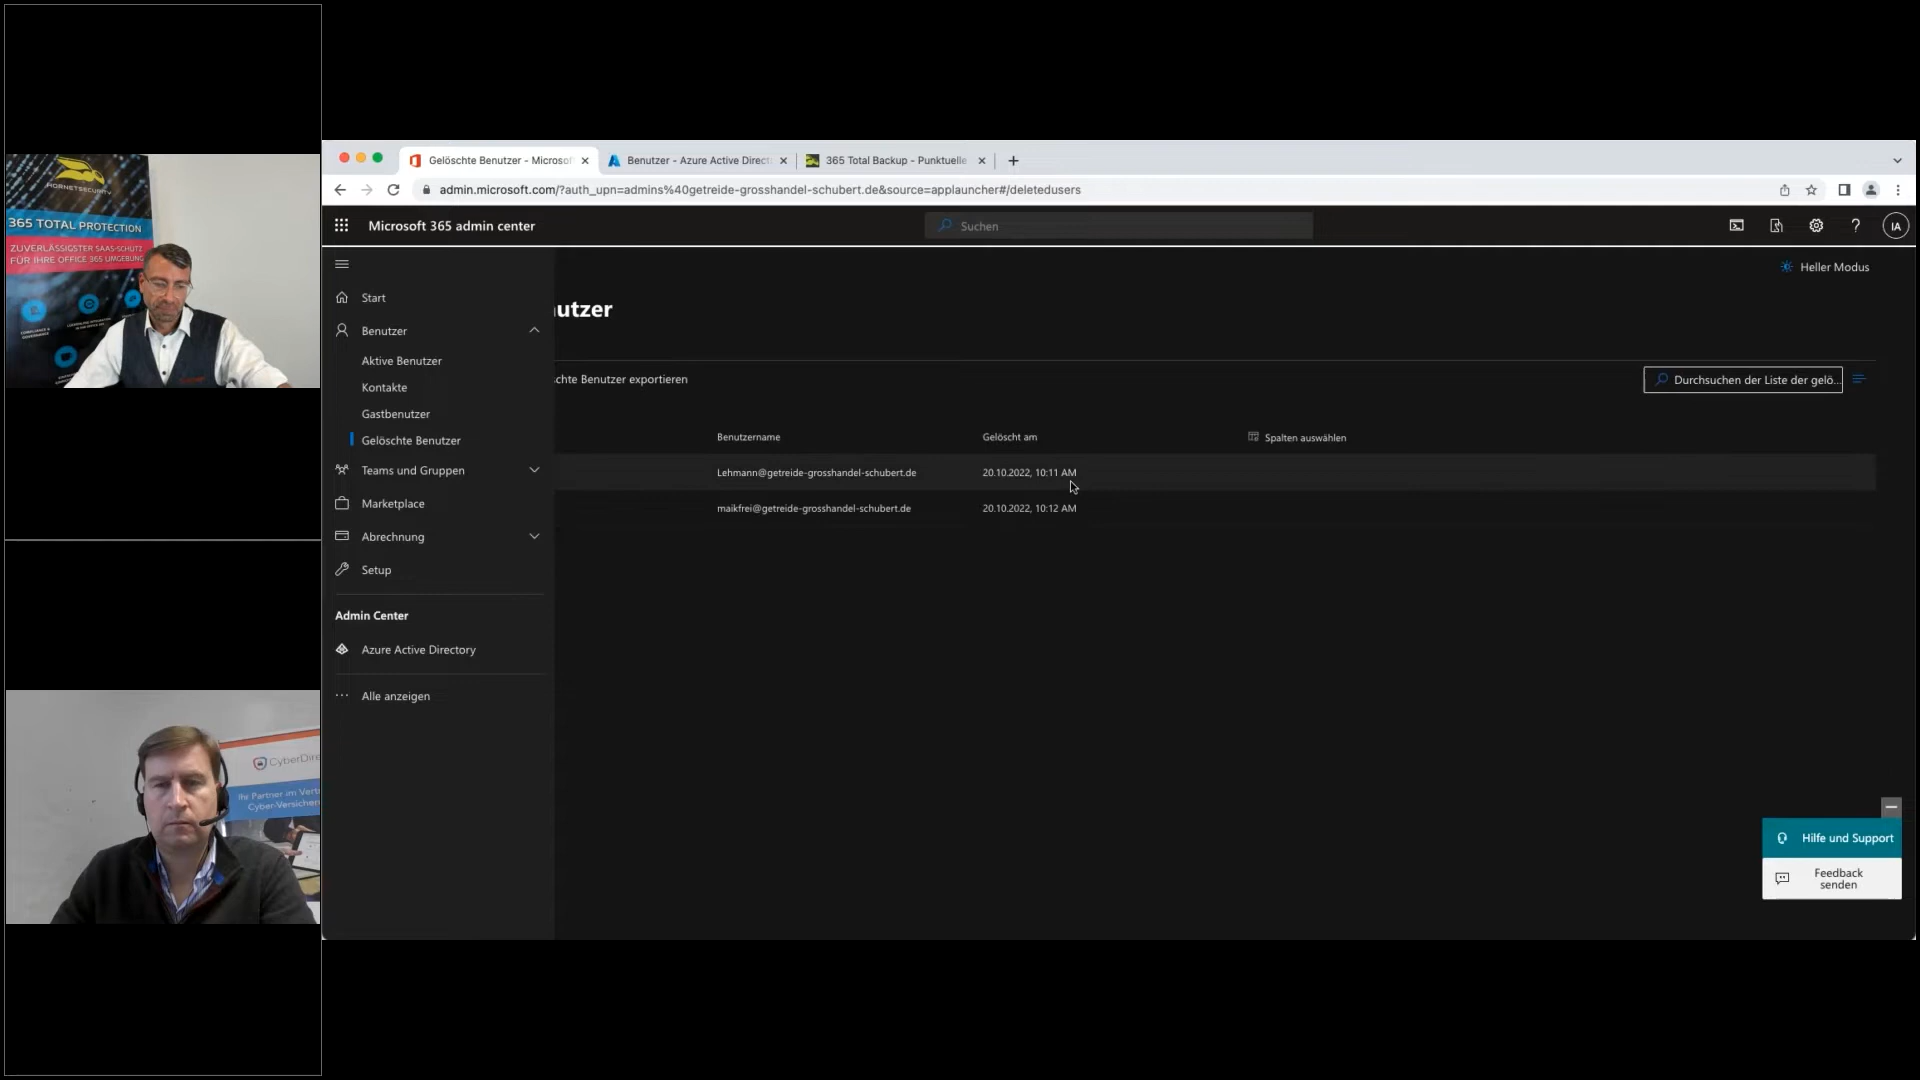 HORNETSECURITY
365 TOTAL PROTECTION
ZUVERLÄSSIGSTER SAAS-SCHUTZ
FÜR IHRE OFFICE 365 UMGEBUNG
CyberDire
Ihr Partner im Vertr
Cyber-Versicher
Gelöschte Benutzer - Microsof
Benutzer - Azure Active Direct
365 Total Backup - Punktuelle
admin.microsoft.com/?auth_upn=admins%40getreide-grosshandel-schubert.de&source=applauncher#/deletedusers
Microsoft 365 admin center
Suchen
IA
Heller Modus
Start
utzer
Benutzer
Aktive Benutzer
chte Benutzer exportieren
Durchsuchen der Liste der gelö...
Kontakte
Gastbenutzer
Gelöschte Benutzer
Benutzername
Gelöscht am
Spalten auswählen
Teams und Gruppen
Lehmann@getreide-grosshandel-schubert.de
20.10.2022, 10:11 AM
Marketplace
maikfrei@getreide-grosshandel-schubert.de
20.10.2022, 10:12 AM
Abrechnung
Setup
Admin Center
Azure Active Directory
Alle anzeigen
Hilfe und Support
Feedback
senden